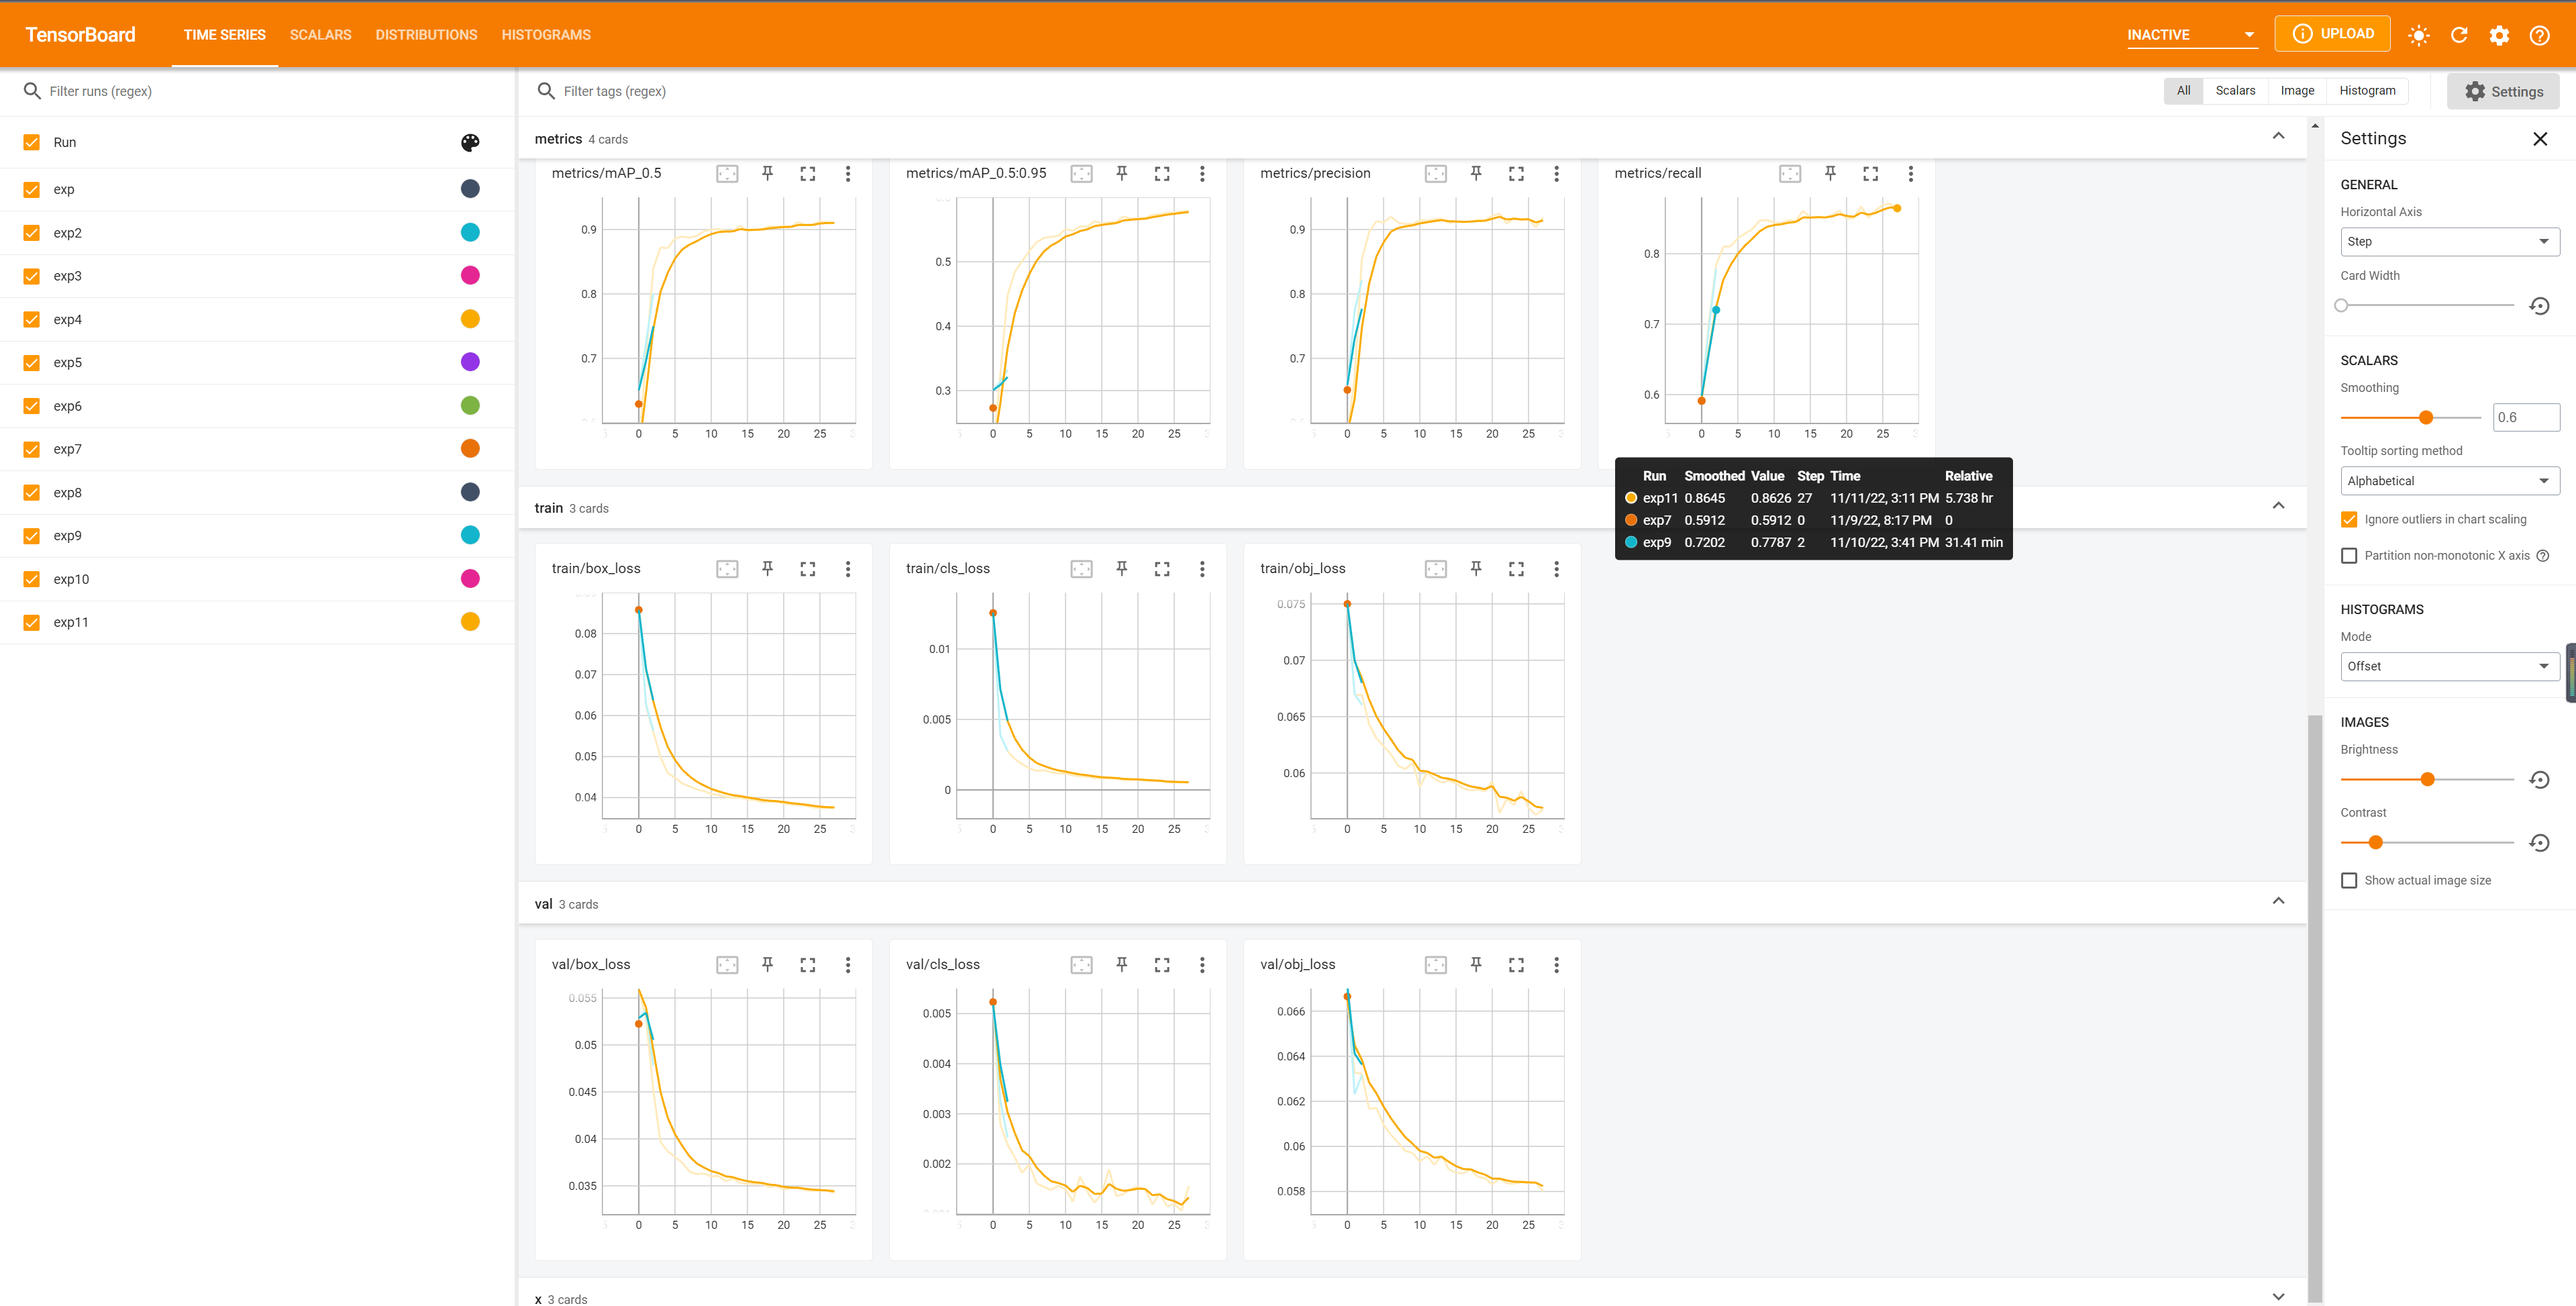 TensorBoard TIME SERIES SCALARS DISTRIBUTIONS HISTOGRAMS INACTIVE UPLOAD
Filter runs (regex)
Run
exp
exp2
exp3
exp4
exp5
exp6
exp7
exp8
exp9
exp10
exp11
Filter tags (regex) All Scalars Image Histogram Settings
metrics 4 cards
metrics/mAP_0.5
0.9
0.8
0.7
0 5 10 15 20 25
metrics/mAP_0.5:0.95
0.5
0.4
0.3
0 5 10 15 20 25
metrics/precision
0.9
0.8
0.7
0 5 10 15 20 25
metrics/recall
0.8
0.7
0.6
0 5 10 15 20 25
Run Smoothed Value Step Time Relative
exp11 0.8645 0.8626 27 11/11/22, 3:11 PM 5.738 hr
exp7 0.5912 0.5912 0 11/9/22, 8:17 PM 0
exp9 0.7202 0.7787 2 11/10/22, 3:41 PM 31.41 min
train 3 cards
train/box_loss
0.08
0.07
0.06
0.05
0.04
0 5 10 15 20 25
train/cls_loss
0.01
0.005
0
0 5 10 15 20 25
train/obj_loss
0.075
0.07
0.065
0.06
0 5 10 15 20 25
val 3 cards
val/box_loss
0.055
0.05
0.045
0.04
0.035
0 5 10 15 20 25
val/cls_loss
0.005
0.004
0.003
0.002
0 5 10 15 20 25
val/obj_loss
0.066
0.064
0.062
0.06
0.058
0 5 10 15 20 25
x 3 cards
Settings
GENERAL
Horizontal Axis
Step
Card Width
SCALARS
Smoothing
0.6
Tooltip sorting method
Alphabetical
Ignore outliers in chart scaling
Partition non-monotonic X axis
HISTOGRAMS
Mode
Offset
IMAGES
Brightness
Contrast
Show actual image size